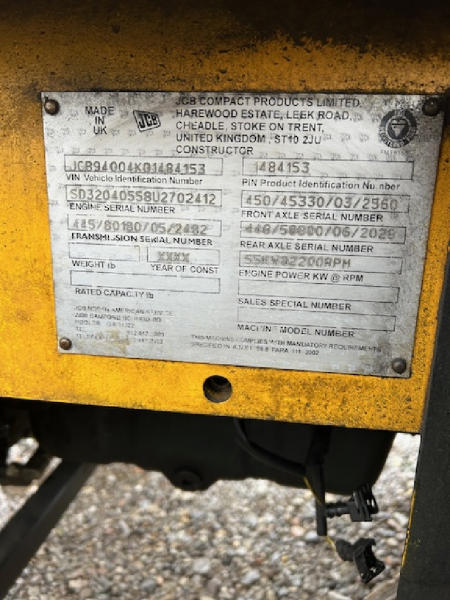 MADE IN
UK
JCB
JCB COMPACT PRODUCTS LIMITED,
HAREWOOD ESTATE, LEEK ROAD,
CHEADLE, STOKE ON TRENT,
UNITED KINGDOM, ST10 2JU
CONSTRUCTOR
JCB94004K01484153
VIN Vehicle Identification Number
1484153
PIN Product Identification Number
SD32040558U2702412
ENGINE SERIAL NUMBER
450/45330/03/2560
FRONT AXLE SERIAL NUMBER
445/80180/05/2482
TRANSMISSION SERIAL NUMBER
/06/2029
REAR AXLE SERIAL NUMBER
XXXX
WEIGHT lb
YEAR OF CONST
55KW@2200RPM
ENGINE POWER KW @ RPM
RATED CAPACITY lb
SALES SPECIAL NUMBER
MACHINE MODEL NUMBER
THIS MACHINE COMPLIES WITH MANDATORY REQUIREMENTS